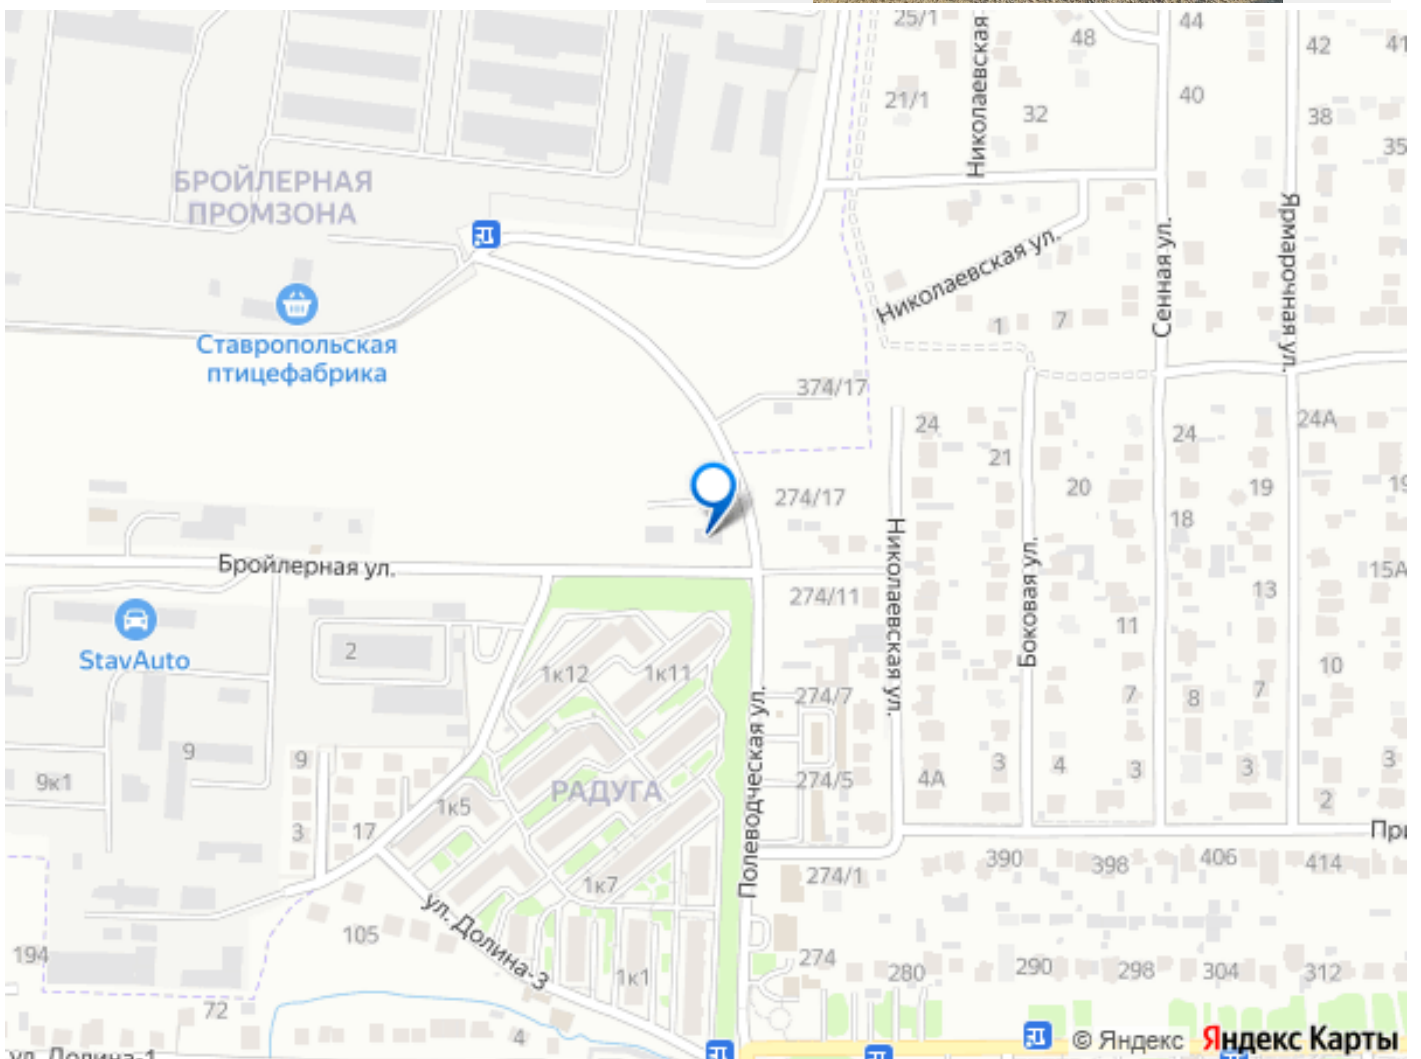 25/1
Николаевская
48
44
42
41
21/1
32
40
38
35
БРОЙЛЕРНАЯ
ПРОМЗОНА
Николаевская ул.
Сенная ул.
Ярмарочная ул.
Ставропольская
птицефабрика
1
7
374/17
24
24
24А
21
20
19
19
274/17
18
Бройлерная ул.
Николаевская ул.
Боковая ул.
15А
274/11
13
11
StavAuto
2
1к12
1к11
10
274/7
7
8
7
Полеводческая ул.
9
9
9к1
РАДУГА
274/5
4А
3
4
3
3
3
2
1к5
3
17
При
390
398
406
414
274/1
1к7
ул. Долина-3
105
194
274
280
290
298
304
312
1к1
72
4
ул. Долина-1
© Яндекс Яндекс Карты